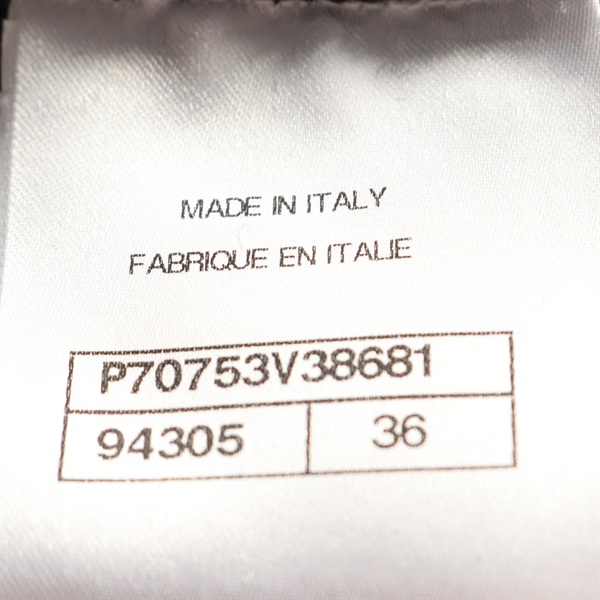 MADE IN ITALY
FABRIQUE EN ITALIE
P70753V38681
94305 36